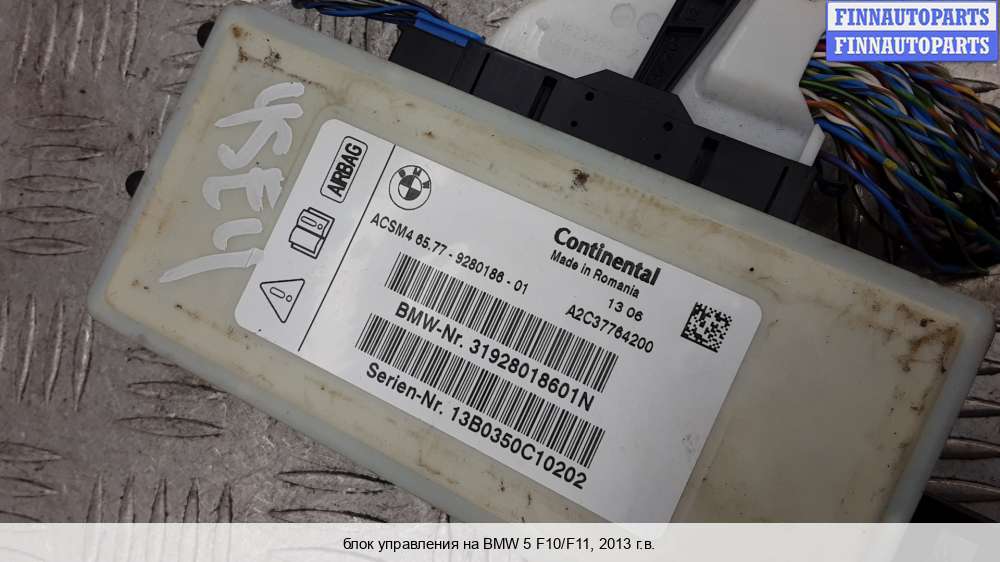 FINNAUTOPARTS
FINNAUTOPARTS
AIRBAG
BMW
ACSM4 65.77 - 9280186 - 01
Continental
Made in Romania
13 06
A2C37764200
BMW-Nr. 31928018601N
Serien-Nr. 13B0350C10202
блок управления на BMW 5 F10/F11, 2013 г.в.